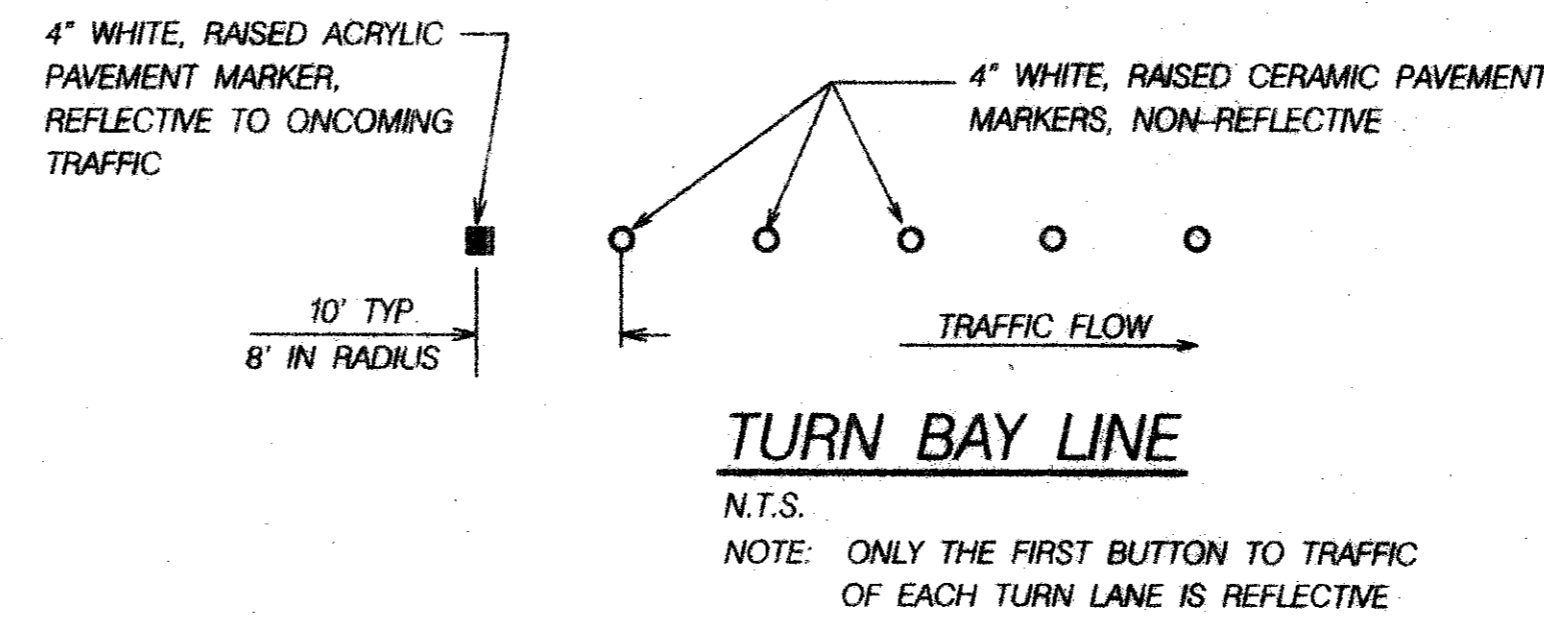 4" WHITE, RAISED ACRYLIC
PAVEMENT MARKER,
REFLECTIVE TO ONCOMING
TRAFFIC
4" WHITE, RAISED CERAMIC PAVEMENT
MARKERS, NON-REFLECTIVE
10' TYP.
8' IN RADIUS
TRAFFIC FLOW
TURN BAY LINE
N.T.S.
NOTE: ONLY THE FIRST BUTTON TO TRAFFIC
OF EACH TURN LANE IS REFLECTIVE